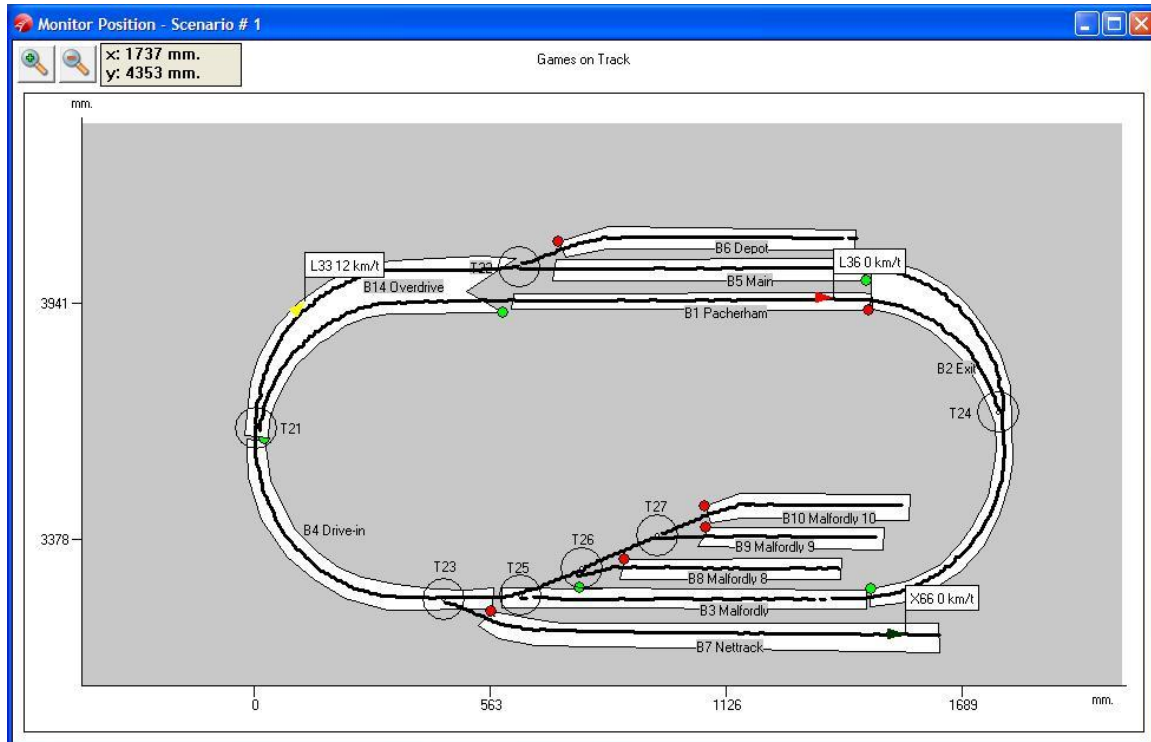 Monitor Position - Scenario # 1
x: 1737 mm.
y: 4353 mm.
Games on Track
mm.
B6 Depot
T22
L33 12 km/t
L36 0 km/t
B5 Main
B14 Overdrive
3941
B1 Pacherham
B2 Exit
T24
T21
T27
B10 Malfordly 10
B4 Drive-in
3378
T26
B9 Malfordly 9
T23
T25
B8 Malfordly 8
X66 0 km/t
B3 Malfordly
B7 Nettrack
0
563
1126
1689
mm.